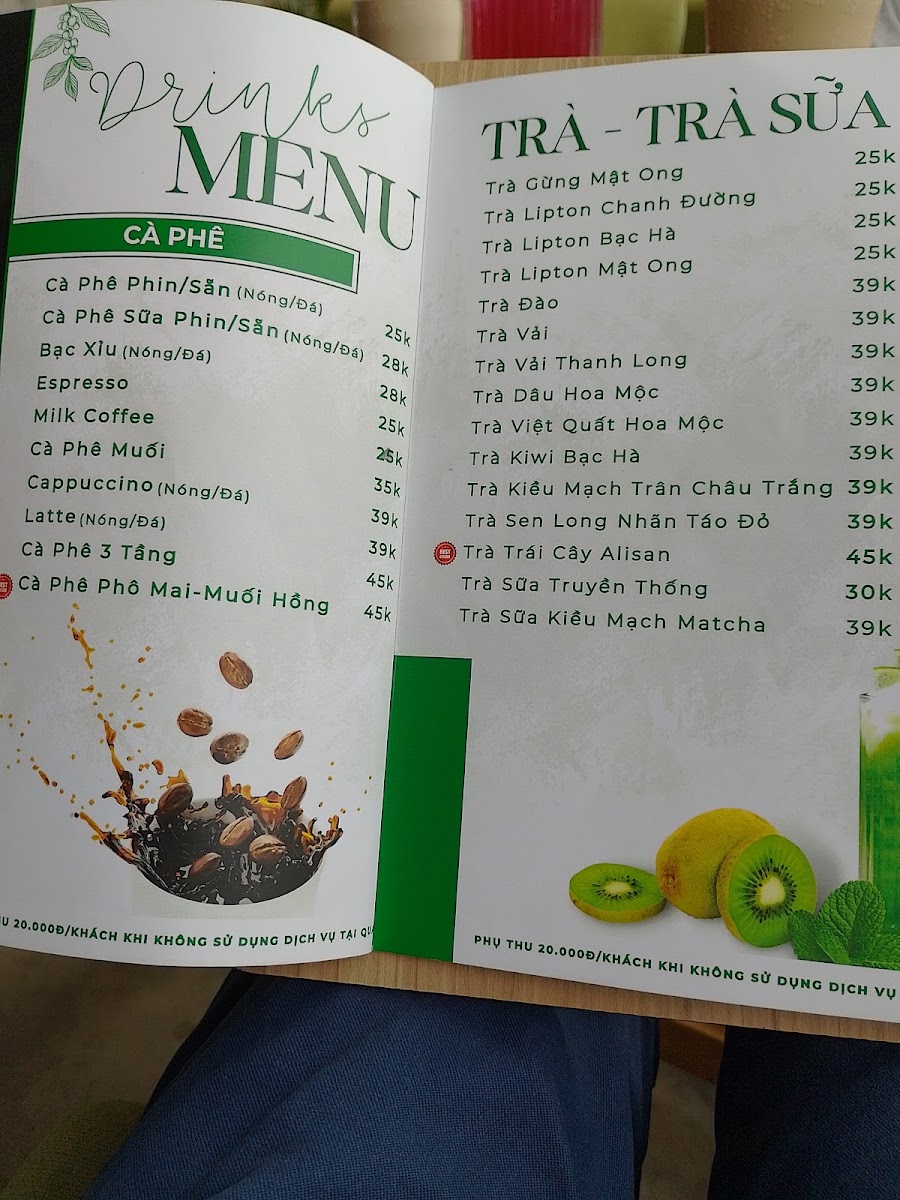 Drinks
MENU
CÀ PHÊ
Cà Phê Phin/Sẵn (Nóng/Đá) 25k
Cà Phê Sữa Phin/Sẵn (Nóng/Đá) 28k
Bạc Xỉu (Nóng/Đá) 28k
Espresso 25k
Milk Coffee 25k
Cà Phê Muối 35k
Cappuccino (Nóng/Đá) 39k
Latte (Nóng/Đá) 39k
Cà Phê 3 Tầng 45k
Cà Phê Phô Mai-Muối Hồng 45k
20.000Đ/KHÁCH KHI KHÔNG SỬ DỤNG DỊCH VỤ TẠI
TRÀ - TRÀ SỮA
Trà Gừng Mật Ong 25k
Trà Lipton Chanh Đường 25k
Trà Lipton Bạc Hà 25k
Trà Lipton Mật Ong 25k
Trà Đào 39k
Trà Vải 39k
Trà Vải Thanh Long 39k
Trà Dâu Hoa Mộc 39k
Trà Việt Quất Hoa Mộc 39k
Trà Kiwi Bạc Hà 39k
Trà Kiều Mạch Trân Châu Trắng 39k
Trà Sen Long Nhãn Táo Đỏ 39k
BEST
Trà Trái Cây Alisan 45k
Trà Sữa Truyền Thống 30k
Trà Sữa Kiều Mạch Matcha 39k
PHỤ THU 20.000Đ/KHÁCH KHI KHÔNG SỬ DỤNG DỊCH VỤ